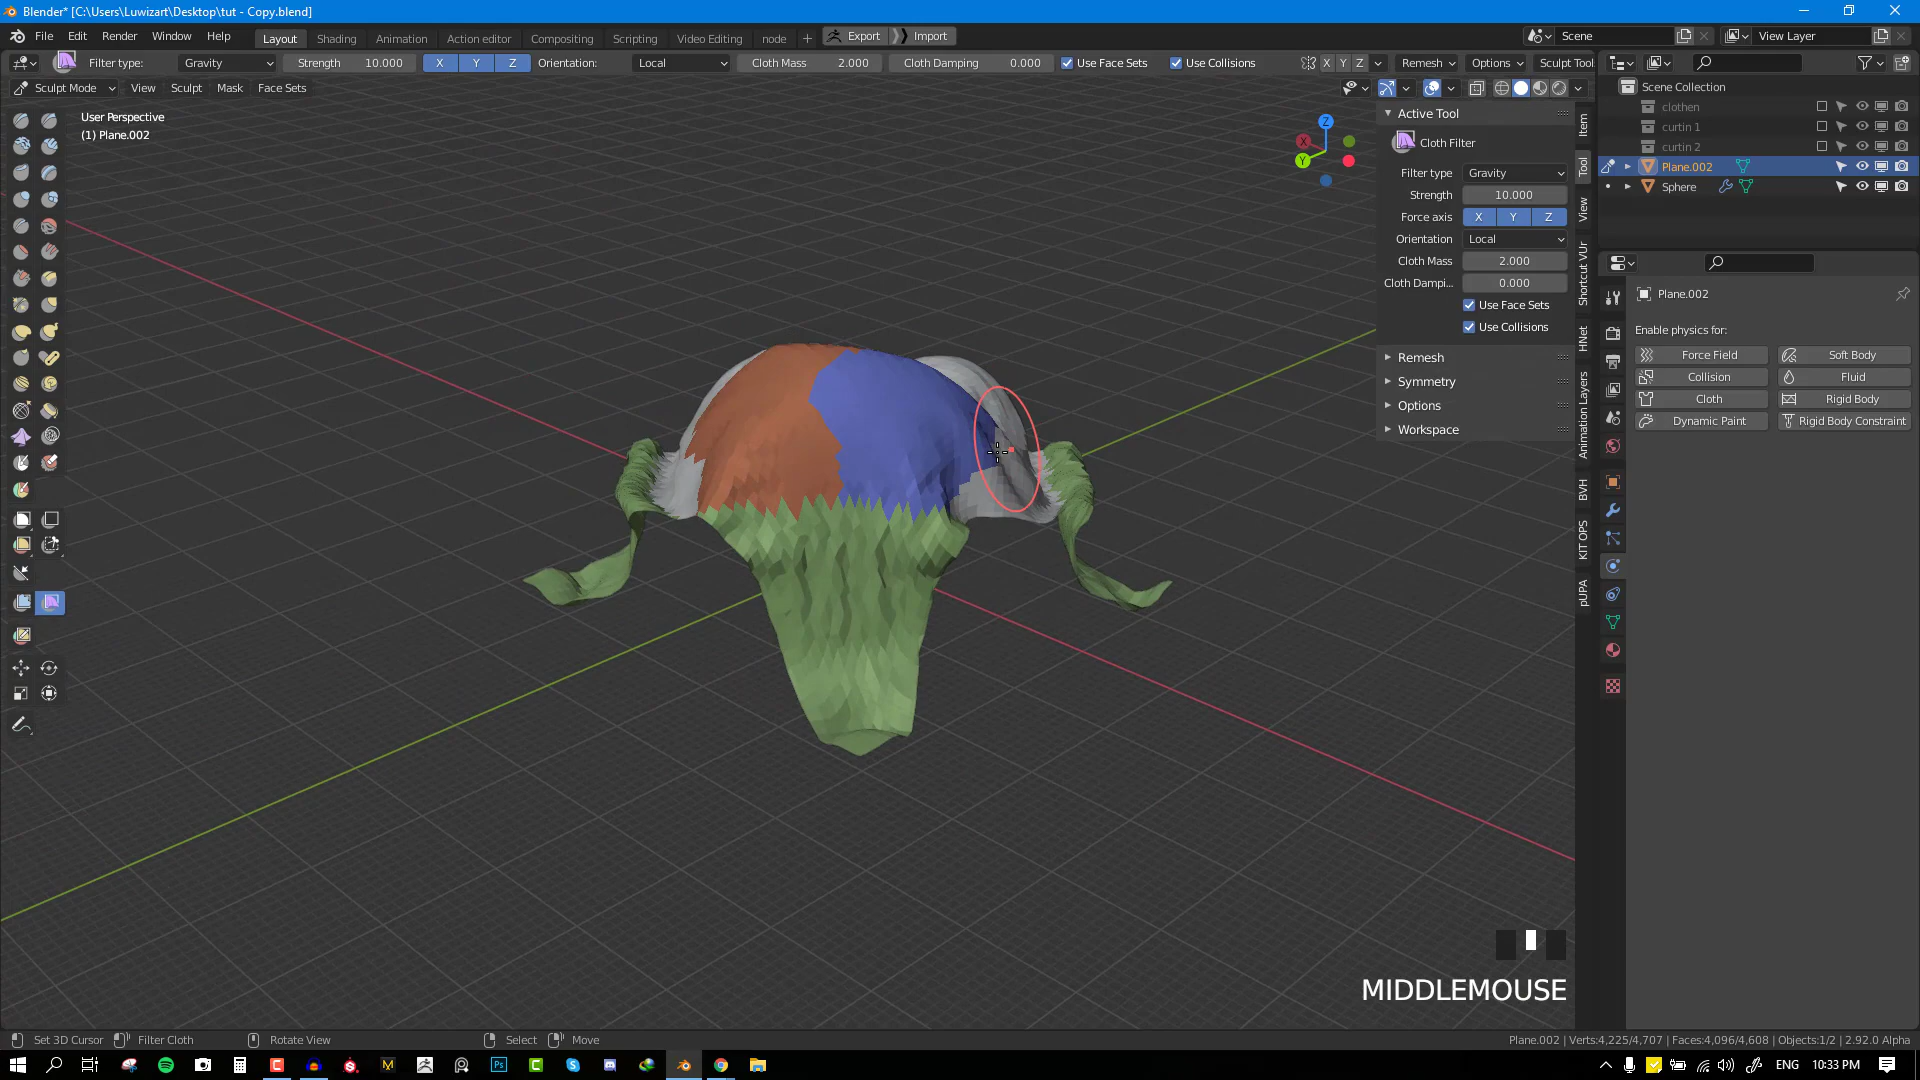 Blender* [C:\Users\Luwizart\Desktop\tut - Copy.blend]
File Edit Render Window Help Layout Shading Animation Action editor Compositing Scripting Video Editing node + Export Import Scene View Layer
Filter type: Gravity Strength 10.000 X Y Z Orientation: Local Cloth Mass 2.000 Cloth Damping 0.000 Use Face Sets Use Collisions X Y Z Remesh Options Sculpt Tool
Sculpt Mode View Sculpt Mask Face Sets
User Perspective
(1) Plane.002
Z
X
Y
Active Tool
Cloth Filter
Filter type Gravity
Strength 10.000
Force axis X Y Z
Orientation Local
Cloth Mass 2.000
Cloth Dampi... 0.000
Use Face Sets
Use Collisions
Remesh
Symmetry
Options
Workspace
Item
Tool
View
Shortcut VUr
HNet
Animation Layers
BVH
KIT OPS
pUPA
Scene Collection
clothen
curtin 1
curtin 2
Plane.002
Sphere
Plane.002
Enable physics for:
Force Field Soft Body
Collision Fluid
Cloth Rigid Body
Dynamic Paint Rigid Body Constraint
MIDDLEMOUSE
Set 3D Cursor Filter Cloth Rotate View Select Move Plane.002 | Verts:4,225/4,707 | Faces:4,096/4,608 | Objects:1/2 | 2.92.0 Alpha
ENG 10:33 PM